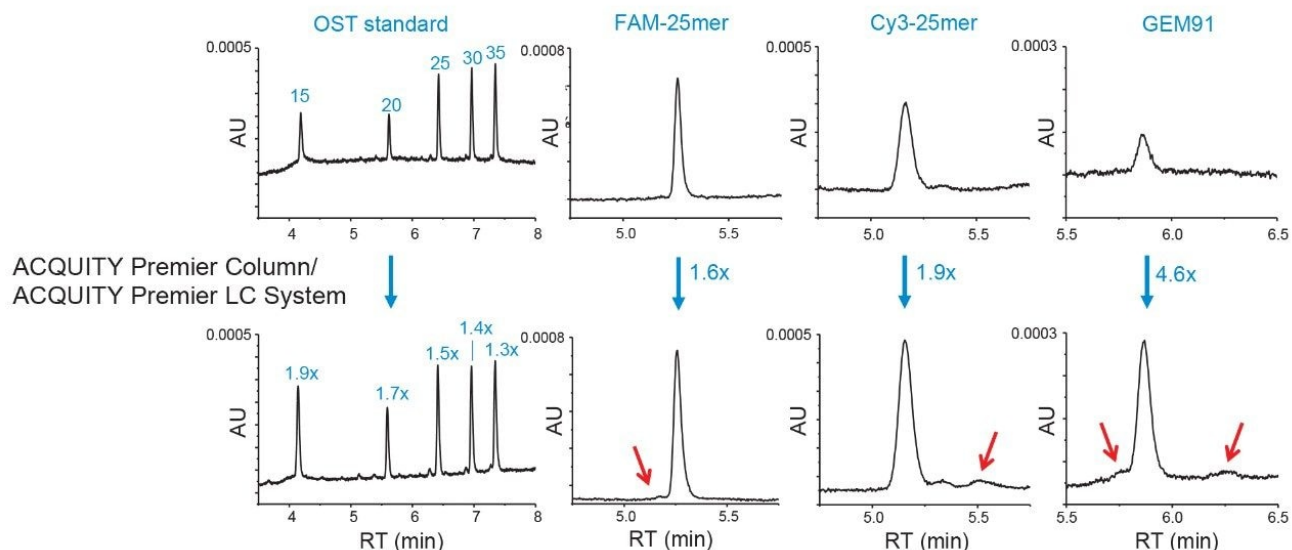 OST standard
FAM-25mer
Cy3-25mer
GEM91
0.0005
0.0008
0.0005
0.0003
15
20
25
30
35
AU
AU
AU
AU
4
5
6
7
8
5.0
5.5
5.0
5.5
5.5
6.0
6.5
ACQUITY Premier Column/
ACQUITY Premier LC System
1.6x
1.9x
4.6x
0.0005
0.0008
0.0005
0.0003
1.9x
1.7x
1.5x
1.4x
1.3x
AU
AU
AU
AU
4
5
6
7
8
5.0
5.5
5.0
5.5
5.5
6.0
6.5
RT (min)
RT (min)
RT (min)
RT (min)